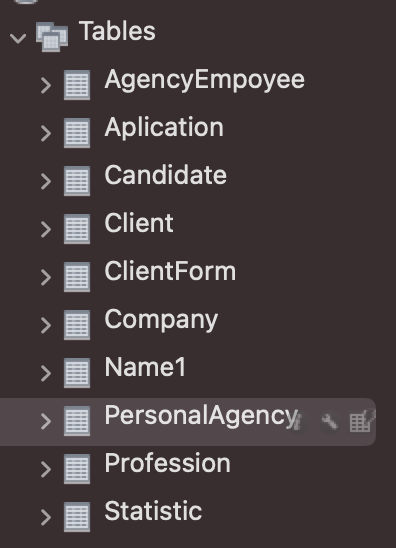 Tables
AgencyEmpoyee
Aplication
Candidate
Client
ClientForm
Company
Name1
PersonalAgency
Profession
Statistic